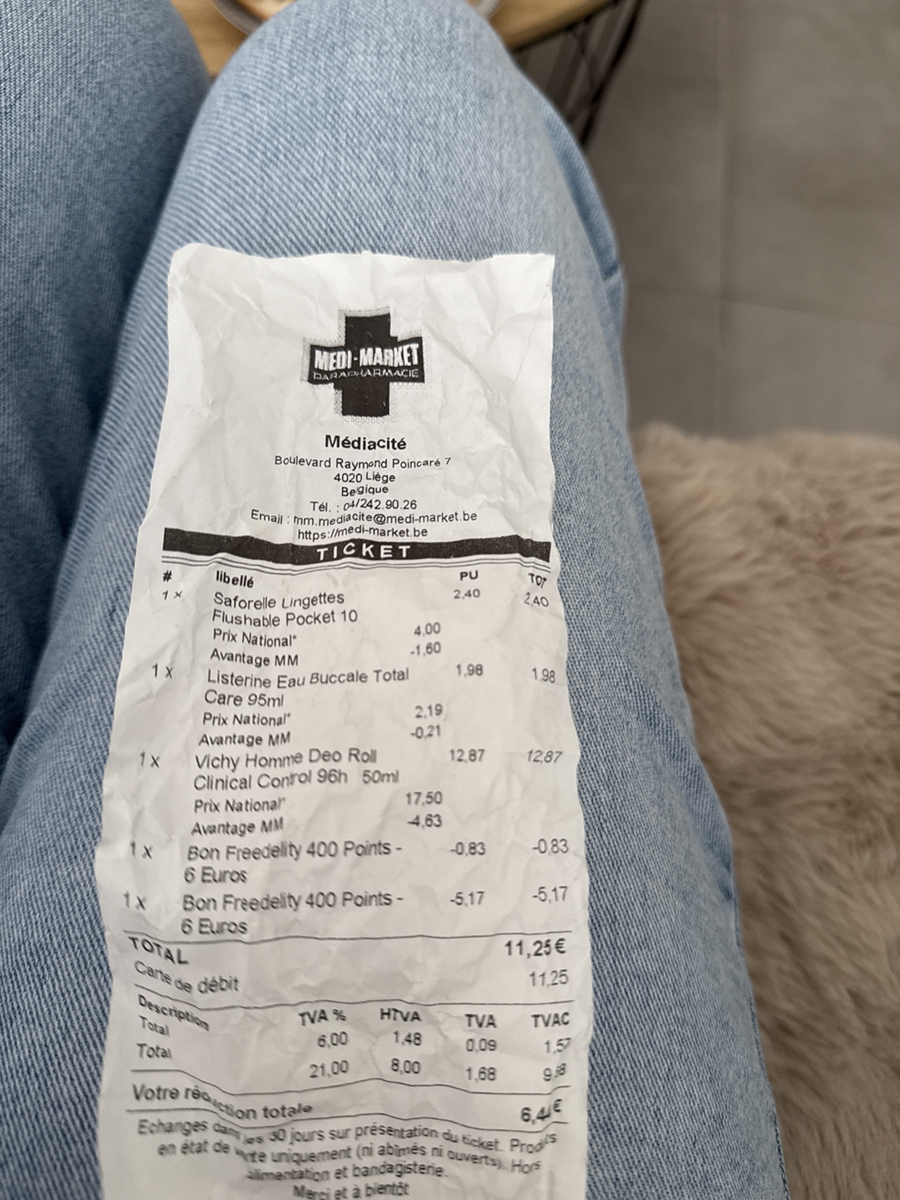 MEDI-MARKET
PARAPHARMACIE
Médiacité
Boulevard Raymond Poincaré 7
4020 Liège
Belgique
Tél. : 04/242.90.26
Email : mm.mediacite@medi-market.be
https://medi-market.be
TICKET
# libellé PU TOT
1 x Saforelle Lingettes 2,40 2,40
Flushable Pocket 10
Prix National* 4,00
Avantage MM -1,60
1 x Listerine Eau Buccale Total 1,98 1,98
Care 95ml
Prix National* 2,19
Avantage MM -0,21
1 x Vichy Homme Deo Roll 12,87 12,87
Clinical Control 96h 50ml
Prix National* 17,50
Avantage MM -4,63
1 x Bon Freedelity 400 Points - -0,83 -0,83
6 Euros
1 x Bon Freedelity 400 Points - -5,17 -5,17
6 Euros
TOTAL 11,25€
Carte de débit 11,25
Description TVA % HTVA TVA TVAC
Total 6,00 1,48 0,09 1,57
Total 21,00 8,00 1,68 9,68
Votre réduction totale 6,44€
Echanges dans les 30 jours sur présentation du ticket. Produits
en état de vente uniquement (ni abîmés ni ouverts). Hors
alimentation et bandagisterie.
Merci et à bientôt